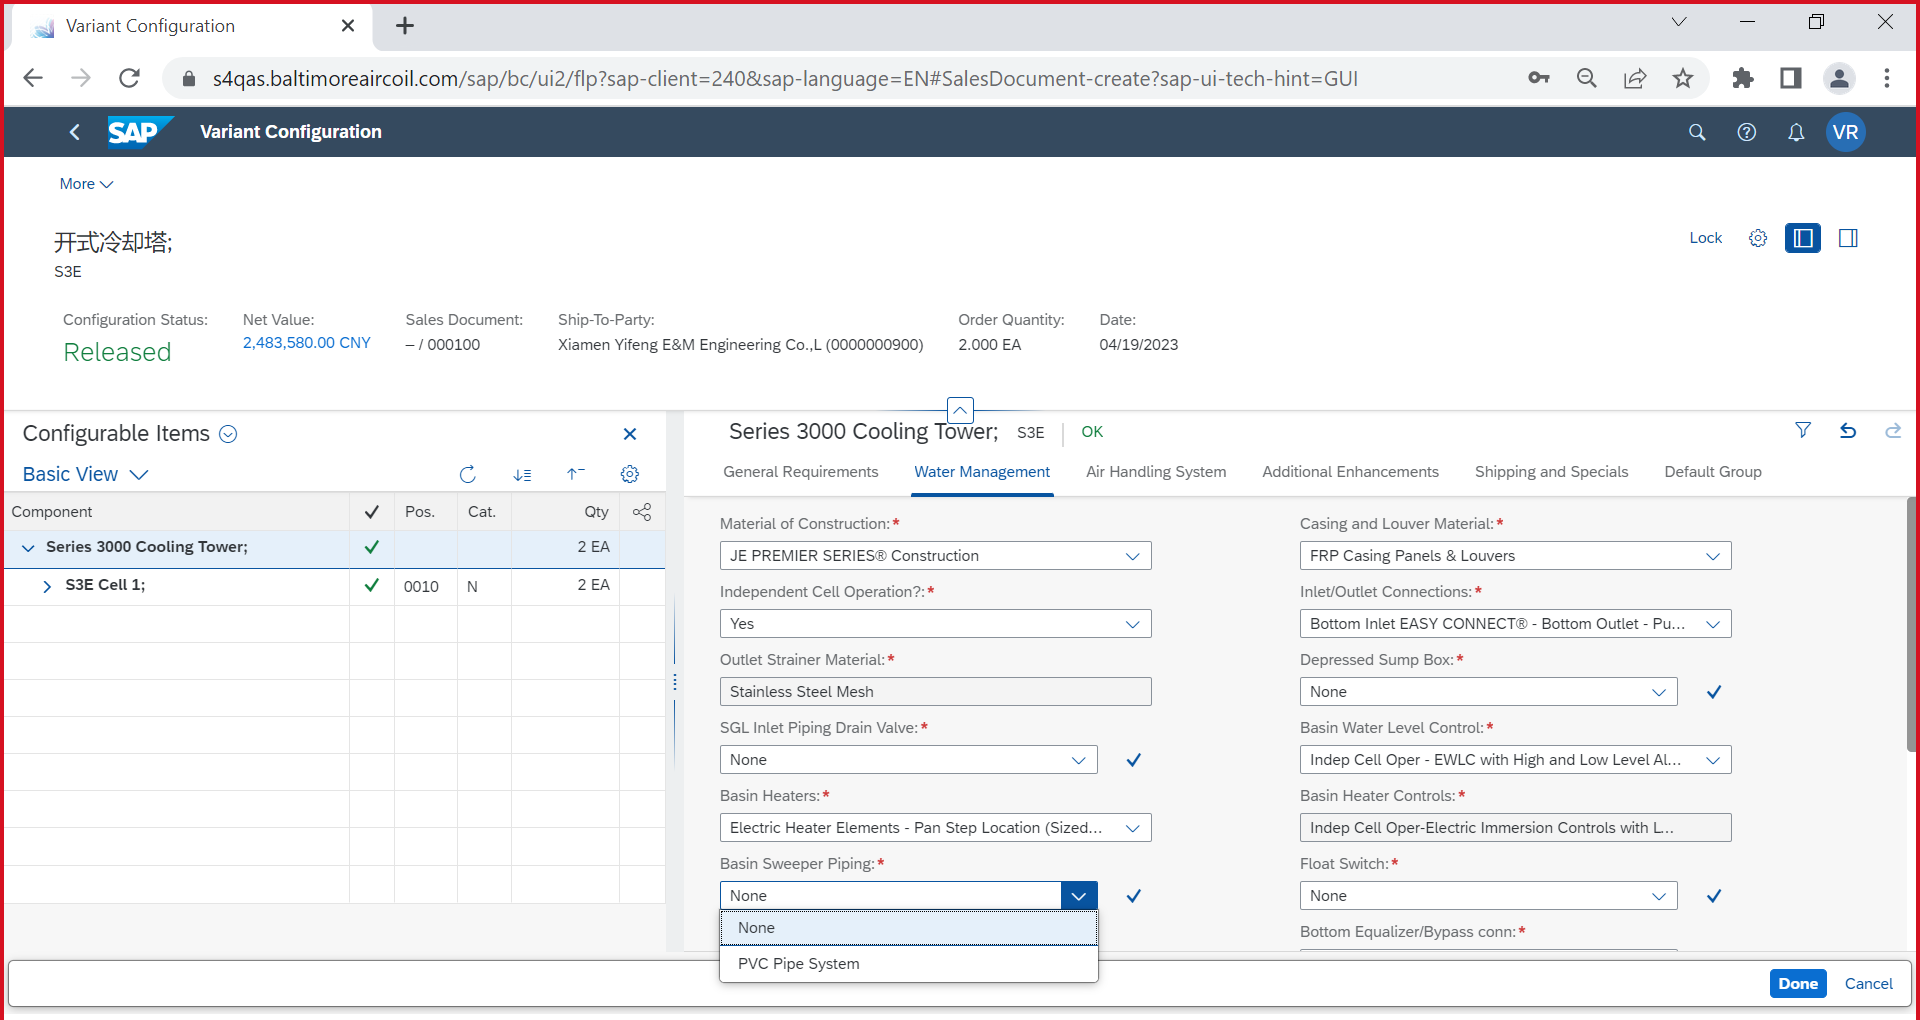 Variant Configuration
s4qas.baltimoreaircoil.com/sap/bc/ui2/flp?sap-client=240&sap-language=EN#SalesDocument-create?sap-ui-tech-hint=GUI
SAP Variant Configuration VR
More
开式冷却塔;
S3E
Lock
Configuration Status: Net Value: Sales Document: Ship-To-Party: Order Quantity: Date:
Released 2,483,580.00 CNY – / 000100 Xiamen Yifeng E&M Engineering Co.,L (0000000900) 2.000 EA 04/19/2023
Configurable Items
Basic View
Component Pos. Cat. Qty
Series 3000 Cooling Tower; 2 EA
S3E Cell 1; 0010 N 2 EA
Series 3000 Cooling Tower; S3E OK
General Requirements Water Management Air Handling System Additional Enhancements Shipping and Specials Default Group
Material of Construction:* Casing and Louver Material:*
JE PREMIER SERIES® Construction FRP Casing Panels & Louvers
Independent Cell Operation?:* Inlet/Outlet Connections:*
Yes Bottom Inlet EASY CONNECT® - Bottom Outlet - Pu...
Outlet Strainer Material:* Depressed Sump Box:*
Stainless Steel Mesh None
SGL Inlet Piping Drain Valve:* Basin Water Level Control:*
None Indep Cell Oper - EWLC with High and Low Level Al...
Basin Heaters:* Basin Heater Controls:*
Electric Heater Elements - Pan Step Location (Sized... Indep Cell Oper-Electric Immersion Controls with L...
Basin Sweeper Piping:* Float Switch:*
None None
None Bottom Equalizer/Bypass conn:*
PVC Pipe System
Done Cancel